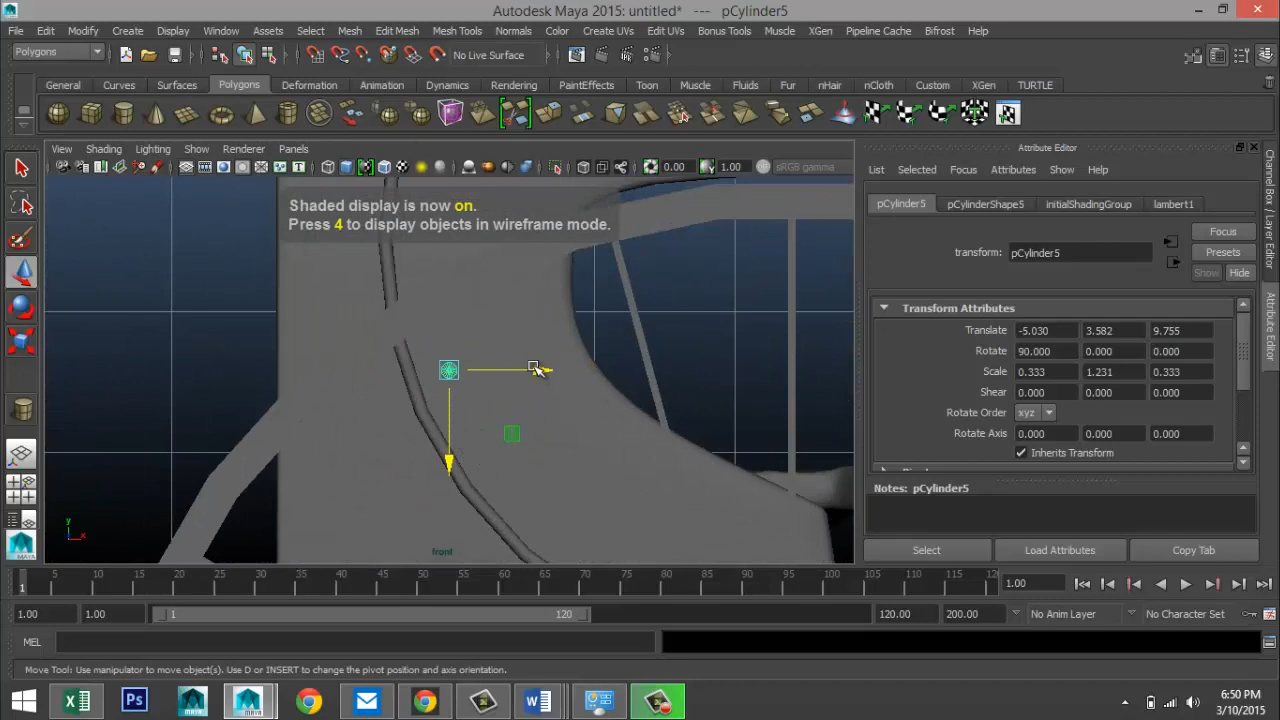 Autodesk Maya 2015: untitled*   ---   pCylinder5
File Edit Modify Create Display Window Assets Select Mesh Edit Mesh Mesh Tools Normals Color Create UVs Edit UVs Bonus Tools Muscle XGen Pipeline Cache Bifrost Help
Polygons No Live Surface
General Curves Surfaces Polygons Deformation Animation Dynamics Rendering PaintEffects Toon Muscle Fluids Fur nHair nCloth Custom XGen TURTLE
View Shading Lighting Show Renderer Panels
0.00 1.00 sRGB gamma
Shaded display is now on.
Press 4 to display objects in wireframe mode.
y
x
front
Attribute Editor
List Selected Focus Attributes Show Help
pCylinder5 pCylinderShape5 initialShadingGroup lambert1
Focus
transform: pCylinder5
Presets
Show Hide
Transform Attributes
Translate -5.030 3.582 9.755
Rotate 90.000 0.000 0.000
Scale 0.333 1.231 0.333
Shear 0.000 0.000 0.000
Rotate Order xyz
Rotate Axis 0.000 0.000 0.000
Inherits Transform
Notes: pCylinder5
Select Load Attributes Copy Tab
Channel Box / Layer Editor
Attribute Editor
MAYA
1 5 10 15 20 25 30 35 40 45 50 55 60 65 70 75 80 85 90 95 100 105 110 115 12
1.00
1.00 1.00 1 120 120.00 200.00 No Anim Layer No Character Set
MEL
Move Tool: Use manipulator to move object(s). Use D or INSERT to change the pivot position and axis orientation.
Ps
6:50 PM
3/10/2015